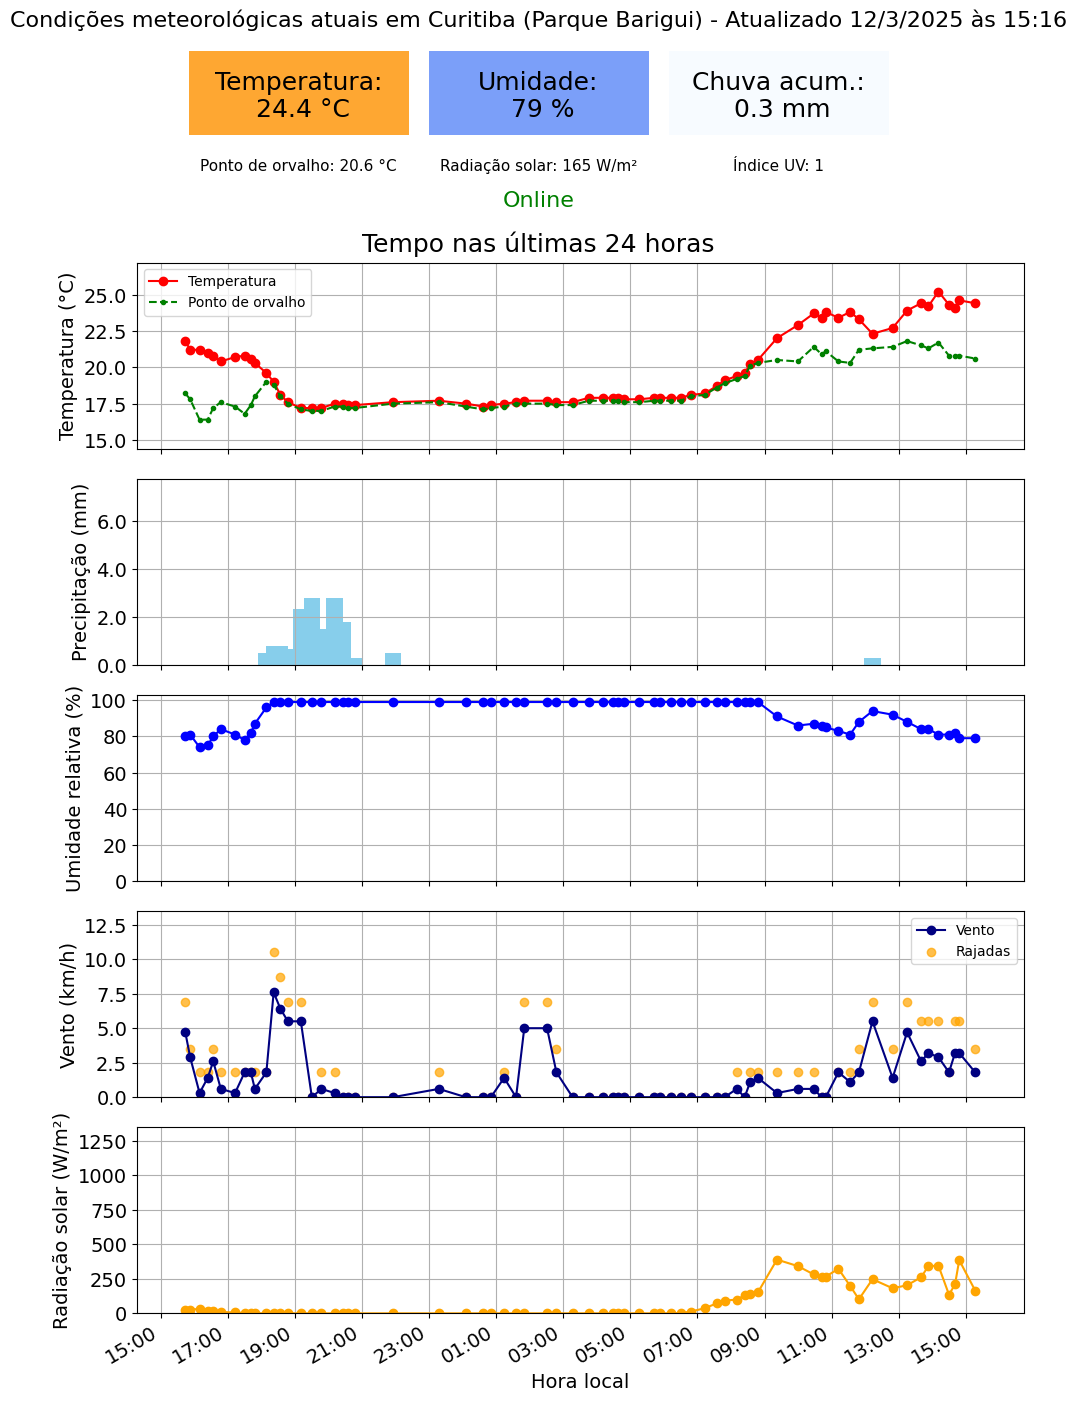 Condições meteorológicas atuais em Curitiba (Parque Barigui) - Atualizado 12/3/2025 às 15:16
Temperatura:
24.4 °C
Umidade:
79 %
Chuva acum.:
0.3 mm
Ponto de orvalho: 20.6 °C
Radiação solar: 165 W/m²
Índice UV: 1
Online
Tempo nas últimas 24 horas
Temperatura (°C)
25.0
22.5
20.0
17.5
15.0
Temperatura
Ponto de orvalho
Precipitação (mm)
6.0
4.0
2.0
0.0
Umidade relativa (%)
100
80
60
40
20
0
Vento (km/h)
12.5
10.0
7.5
5.0
2.5
0.0
Vento
Rajadas
Radiação solar (W/m²)
1250
1000
750
500
250
0
15:00
17:00
19:00
21:00
23:00
01:00
03:00
05:00
07:00
09:00
11:00
13:00
15:00
Hora local